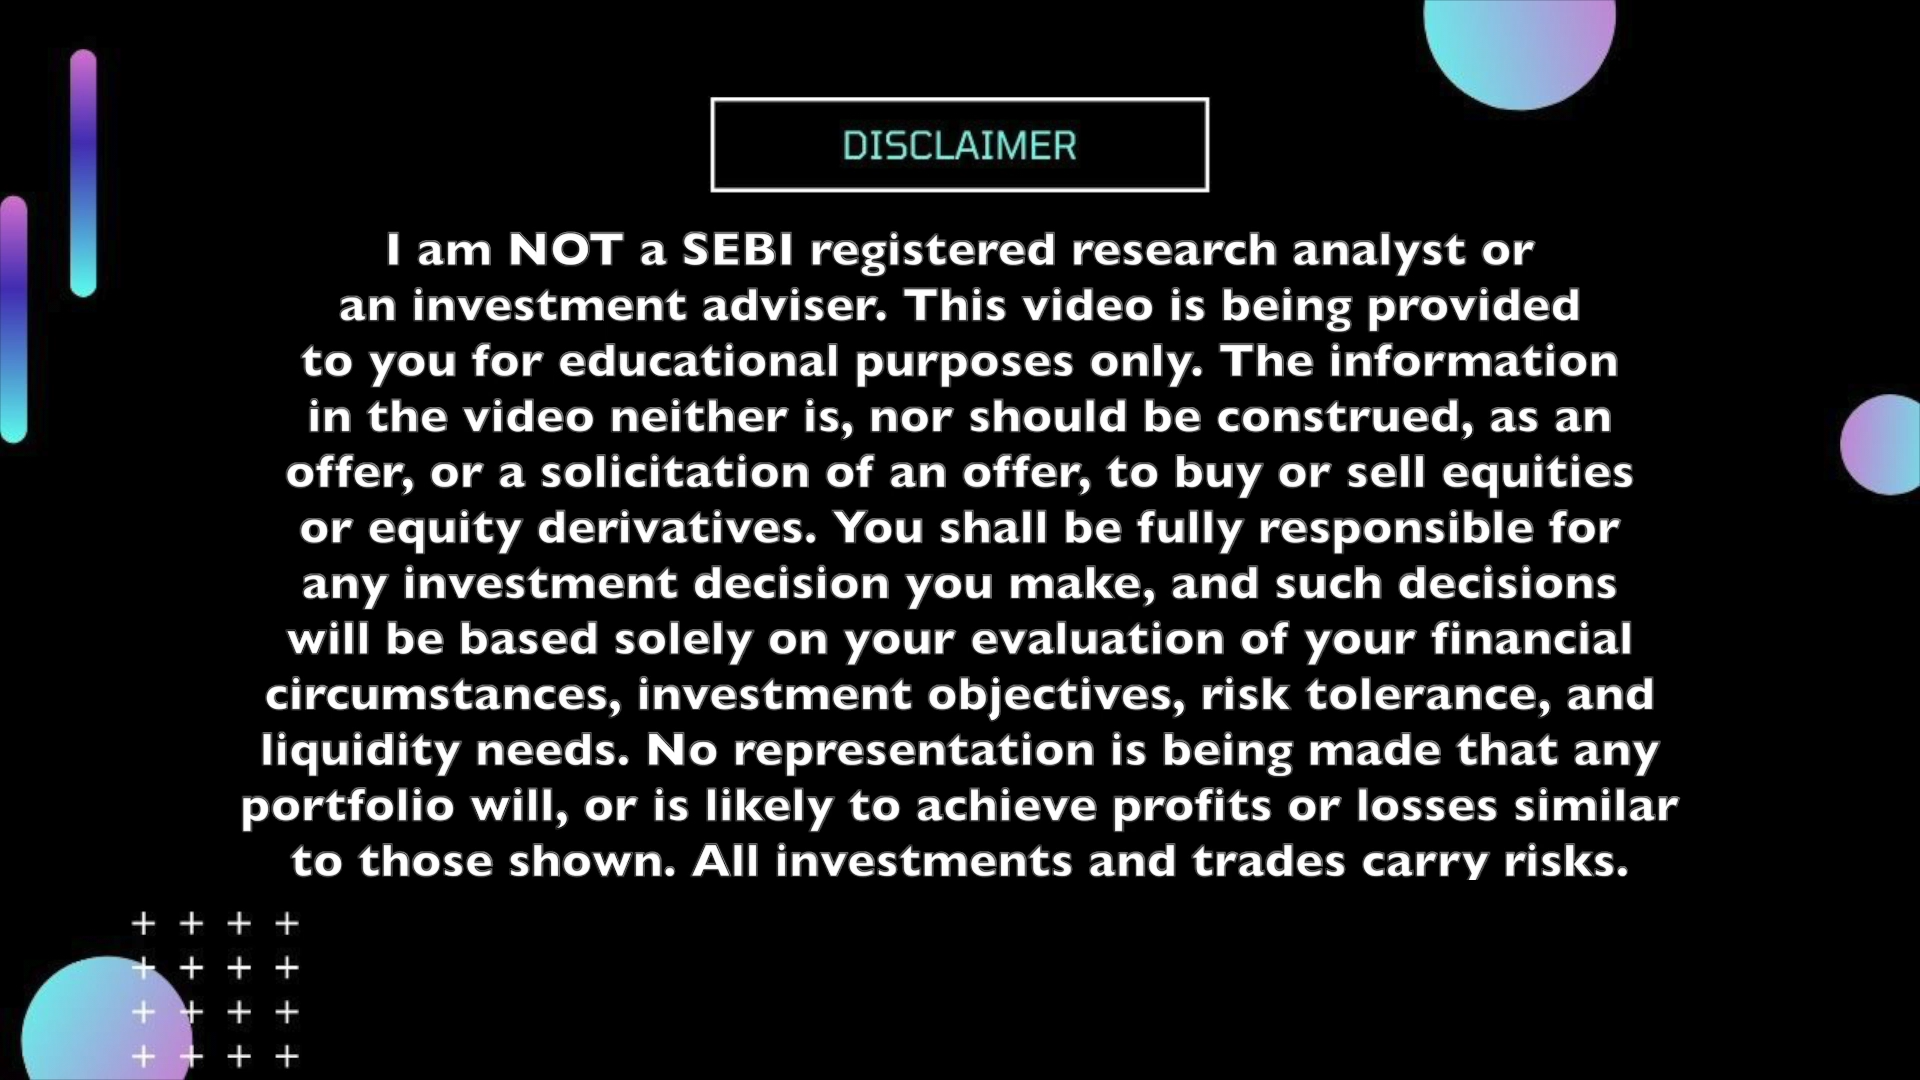 DISCLAIMER
I am NOT a SEBI registered research analyst or
an investment adviser. This video is being provided
to you for educational purposes only. The information
in the video neither is, nor should be construed, as an
offer, or a solicitation of an offer, to buy or sell equities
or equity derivatives. You shall be fully responsible for
any investment decision you make, and such decisions
will be based solely on your evaluation of your financial
circumstances, investment objectives, risk tolerance, and
liquidity needs. No representation is being made that any
portfolio will, or is likely to achieve profits or losses similar
to those shown. All investments and trades carry risks.